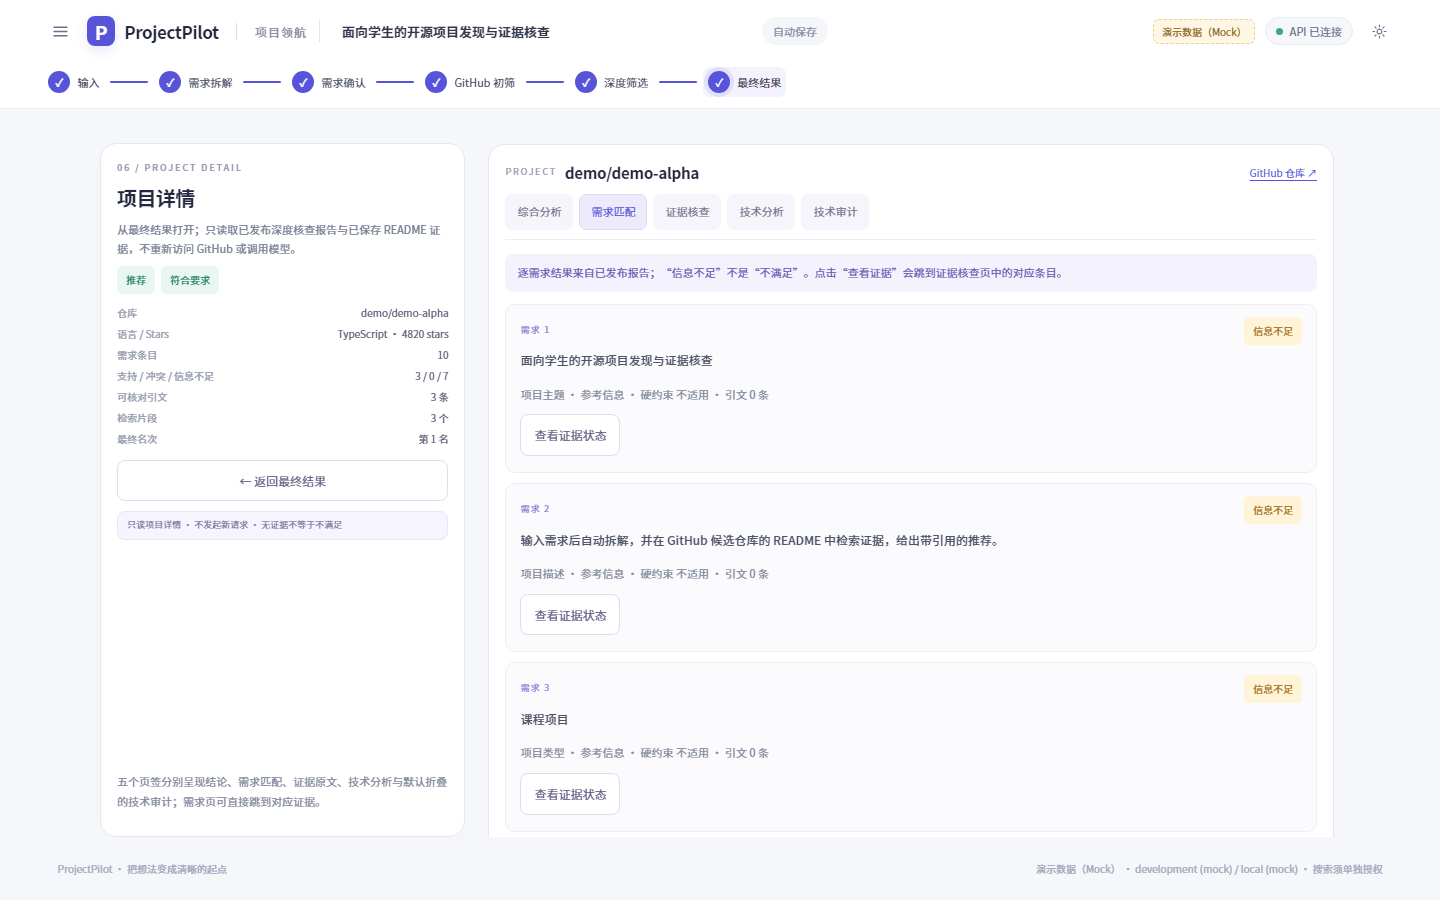 P ProjectPilot 项目领航 面向学生的开源项目发现与证据核查 自动保存 演示数据（Mock） API 已连接
输入 需求拆解 需求确认 GitHub 初筛 深度筛选 最终结果
06 / PROJECT DETAIL
项目详情
从最终结果打开；只读取已发布深度核查报告与已保存 README 证
据，不重新访问 GitHub 或调用模型。
推荐 符合要求
仓库 demo/demo-alpha
语言 / Stars TypeScript · 4820 stars
需求条目 10
支持 / 冲突 / 信息不足 3 / 0 / 7
可核对引文 3 条
检索片段 3 个
最终名次 第 1 名
← 返回最终结果
只读项目详情 · 不发起新请求 · 无证据不等于不满足
五个页签分别呈现结论、需求匹配、证据原文、技术分析与默认折叠
的技术审计；需求页可直接跳到对应证据。
PROJECT demo/demo-alpha GitHub 仓库 ↗
综合分析 需求匹配 证据核查 技术分析 技术审计
逐需求结果来自已发布报告；“信息不足”不是“不满足”。点击“查看证据”会跳到证据核查页中的对应条目。
需求 1 信息不足
面向学生的开源项目发现与证据核查
项目主题 · 参考信息 · 硬约束 不适用 · 引文 0 条
查看证据状态
需求 2 信息不足
输入需求后自动拆解，并在 GitHub 候选仓库的 README 中检索证据，给出带引用的推荐。
项目描述 · 参考信息 · 硬约束 不适用 · 引文 0 条
查看证据状态
需求 3 信息不足
课程项目
项目类型 · 参考信息 · 硬约束 不适用 · 引文 0 条
查看证据状态
ProjectPilot · 把想法变成清晰的起点 演示数据（Mock） · development (mock) / local (mock) · 搜索须单独授权